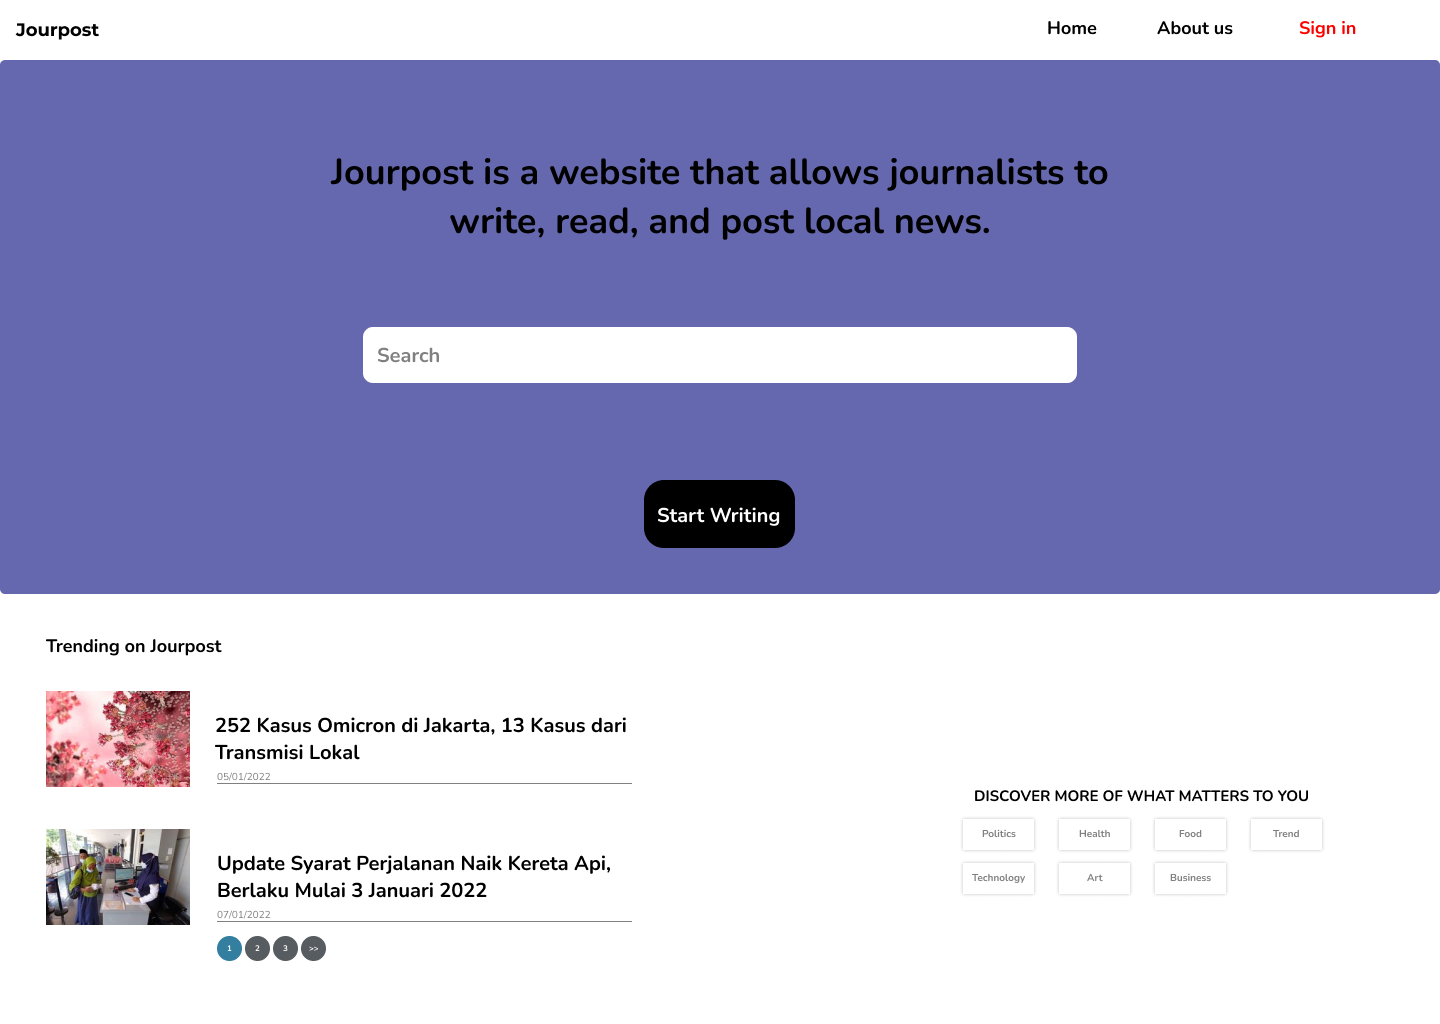 Jourpost
Home
About us
Sign in
Jourpost is a website that allows journalists to
write, read, and post local news.
Search
Start Writing
Trending on Jourpost
252 Kasus Omicron di Jakarta, 13 Kasus dari
Transmisi Lokal
05/01/2022
Update Syarat Perjalanan Naik Kereta Api,
Berlaku Mulai 3 Januari 2022
07/01/2022
1 2 3 >>
DISCOVER MORE OF WHAT MATTERS TO YOU
Politics Health Food Trend
Technology Art Business